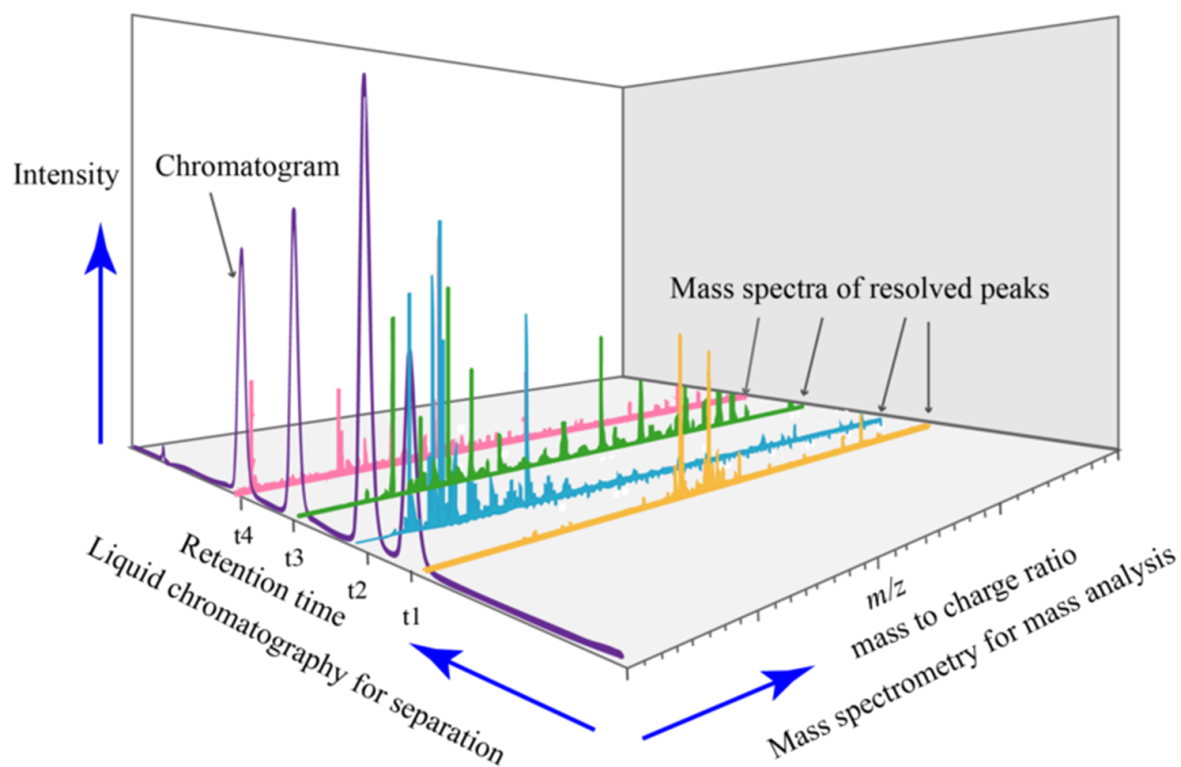 Intensity
Chromatogram
Mass spectra of resolved peaks
t4
t3
t2
t1
Retention time
Liquid chromatography for separation
m/z
mass to charge ratio
Mass spectrometry for mass analysis